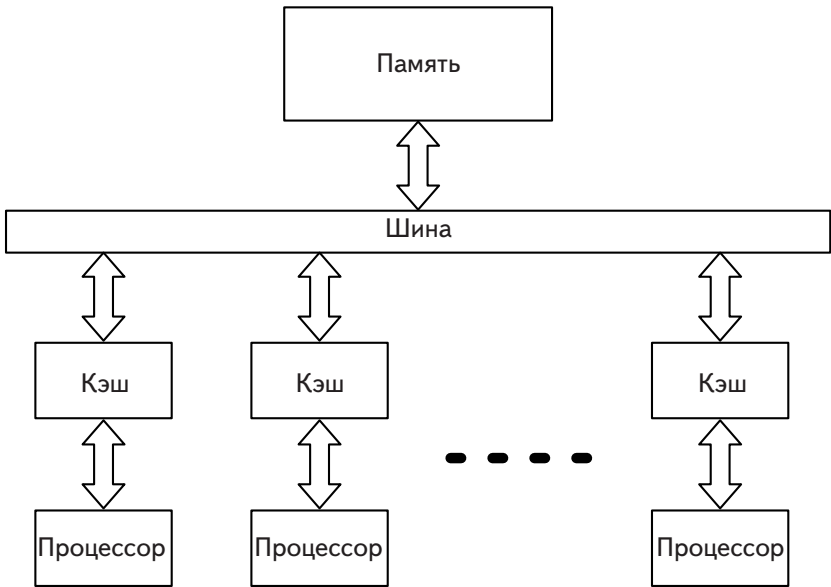 Память
Шина
Кэш
Кэш
Кэш
Процессор
Процессор
Процессор